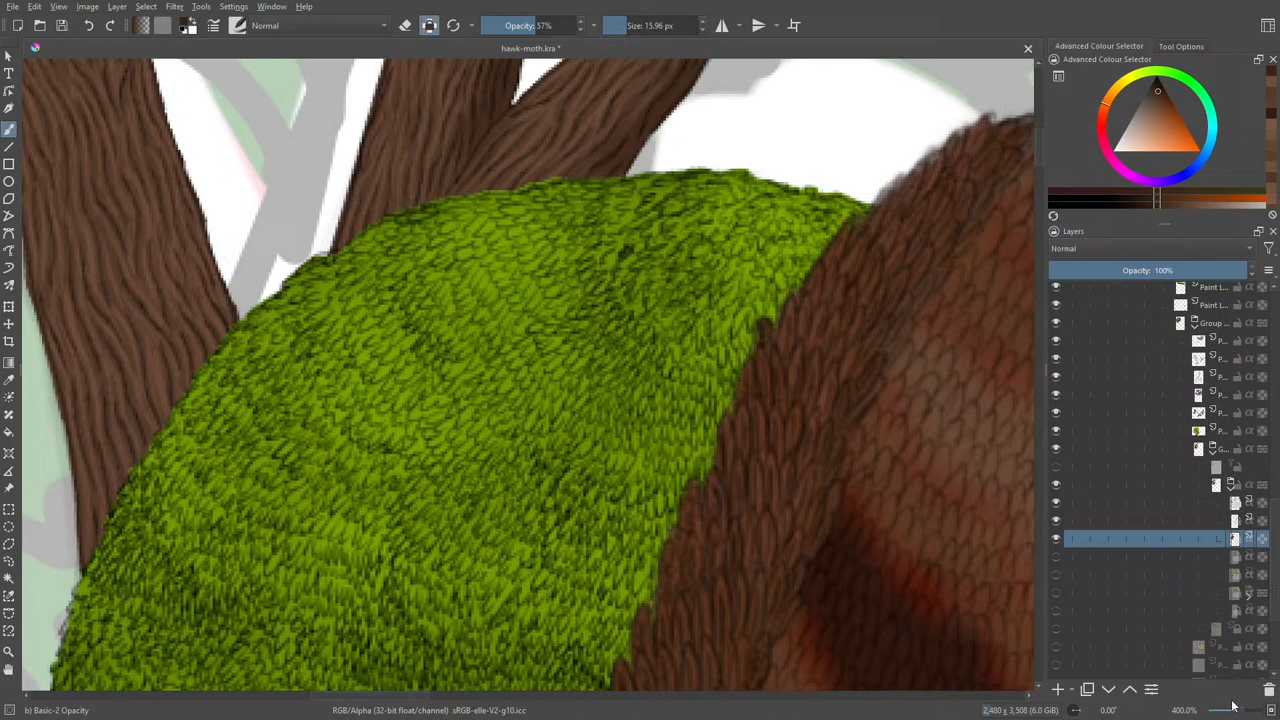 File Edit View Image Layer Select Filter Tools Settings Window Help
Normal Opacity: 57% Size: 15.96 px
hawk-moth.kra *
Advanced Colour Selector Tool Options
Advanced Colour Selector
Layers
Normal
Opacity: 100%
Paint L...
Paint L...
Group ...
P...
P...
P...
P...
P...
P...
G...
P...
P...
b) Basic-2 Opacity RGB/Alpha (32-bit float/channel) sRGB-elle-V2-g10.icc 2,480 x 3,508 (6.0 GiB) 0.00° 400.0%